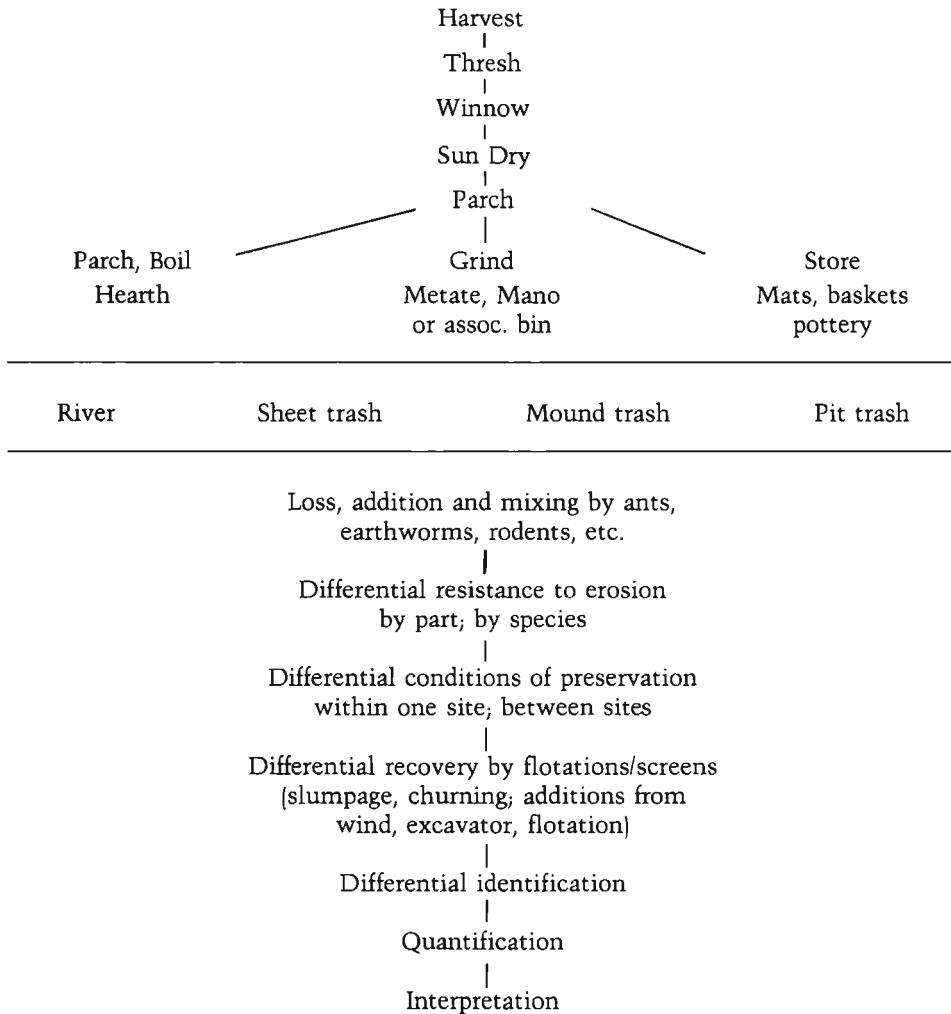 Harvest
Thresh
Winnow
Sun Dry
Parch
Parch, Boil Grind Store
Hearth Metate, Mano Mats, baskets
or assoc. bin pottery
River Sheet trash Mound trash Pit trash
Loss, addition and mixing by ants,
earthworms, rodents, etc.
Differential resistance to erosion
by part; by species
Differential conditions of preservation
within one site; between sites
Differential recovery by flotations/screens
(slumpage, churning; additions from
wind, excavator, flotation)
Differential identification
Quantification
Interpretation